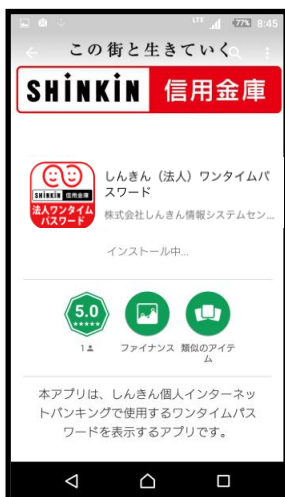 LTE 77% 8:45
この街と生きていく
SHINKIN 信用金庫
SHINKIN 信用金庫
法人ワンタイム
パスワード
しんきん（法人）ワンタイムパ
スワード
株式会社しんきん情報システムセン...
インストール中...
5.0
1
ファイナンス
類似のアイテ
ム
本アプリは、しんきん個人インターネッ
トバンキングで使用するワンタイムパス
ワードを表示するアプリです。